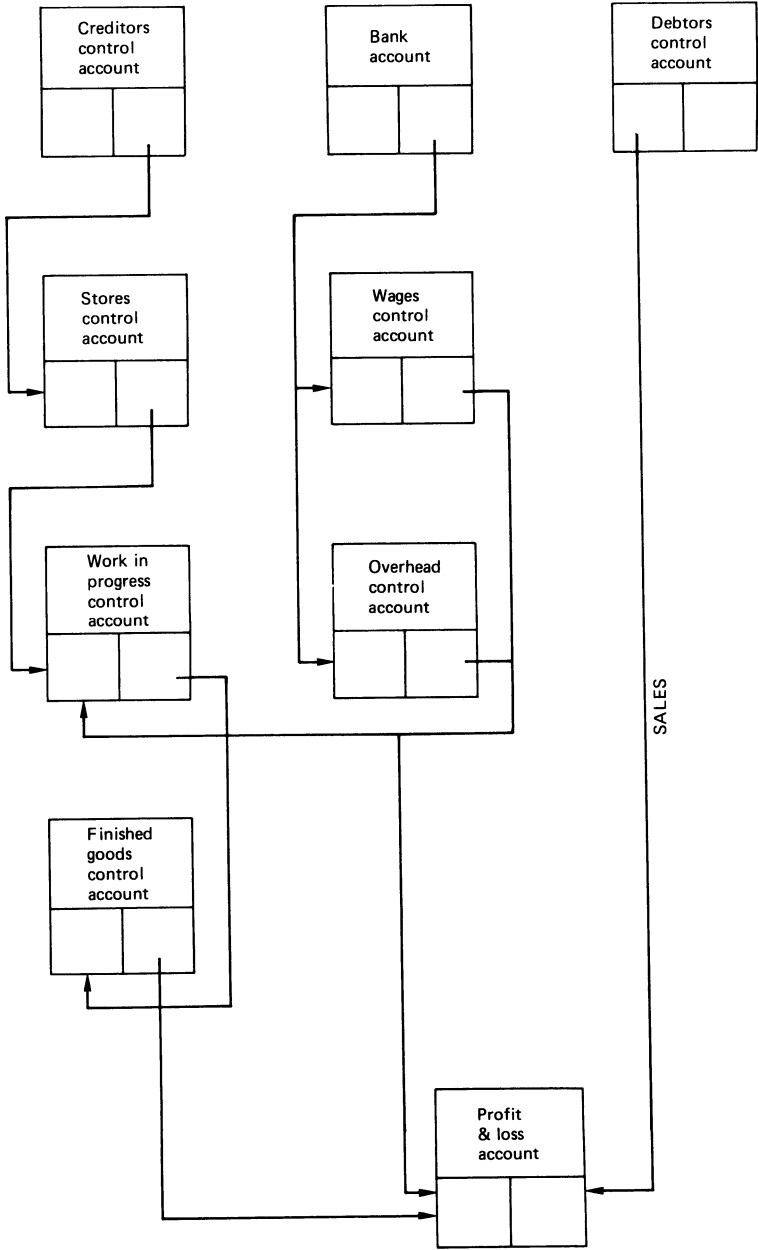 Creditors
control
account
Bank
account
Debtors
control
account
Stores
control
account
Wages
control
account
Work in
progress
control
account
Overhead
control
account
SALES
Finished
goods
control
account
Profit
& loss
account